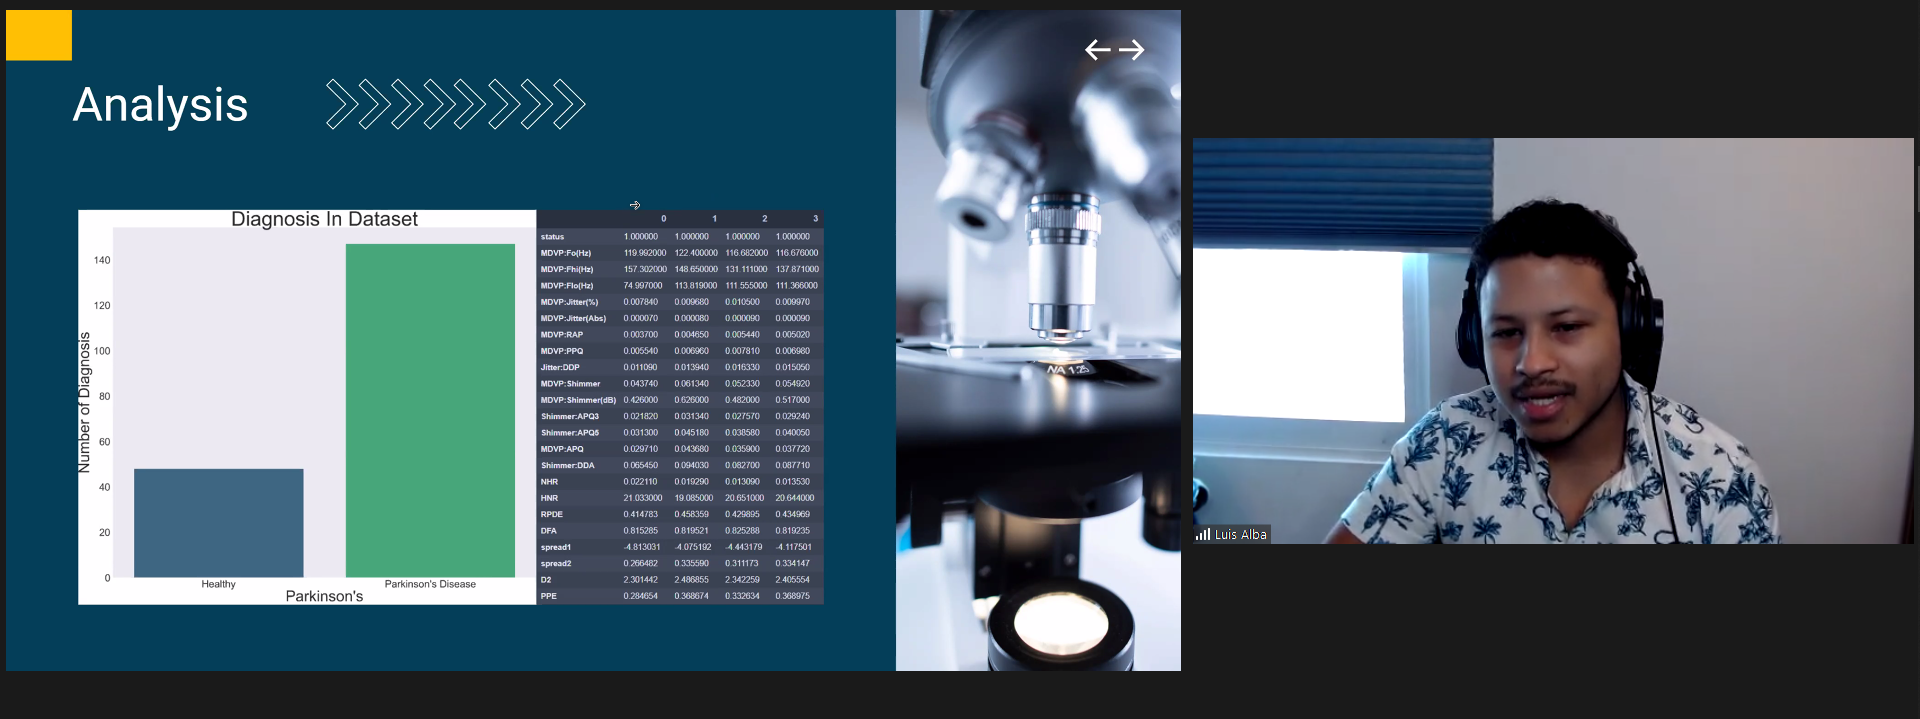 Analysis
Diagnosis In Dataset
Number of Diagnosis
140
120
100
80
60
40
20
0
Healthy Parkinson's Disease
Parkinson's
0 1 2 3
status 1.000000 1.000000 1.000000 1.000000
MDVP:Fo(Hz) 119.992000 122.400000 116.682000 116.676000
MDVP:Fhi(Hz) 157.302000 148.650000 131.111000 137.871000
MDVP:Flo(Hz) 74.997000 113.819000 111.555000 111.366000
MDVP:Jitter(%) 0.007840 0.009680 0.010500 0.009970
MDVP:Jitter(Abs) 0.000070 0.000080 0.000090 0.000090
MDVP:RAP 0.003700 0.004650 0.005440 0.005020
MDVP:PPQ 0.005540 0.006960 0.007810 0.006980
Jitter:DDP 0.011090 0.013940 0.016330 0.015050
MDVP:Shimmer 0.043740 0.061340 0.052330 0.054920
MDVP:Shimmer(dB) 0.426000 0.626000 0.482000 0.517000
Shimmer:APQ3 0.021820 0.031340 0.027570 0.029240
Shimmer:APQ5 0.031300 0.045180 0.038580 0.040050
MDVP:APQ 0.029710 0.043680 0.035900 0.037720
Shimmer:DDA 0.065450 0.094030 0.082700 0.087710
NHR 0.022110 0.019290 0.013090 0.013530
HNR 21.033000 19.085000 20.651000 20.644000
RPDE 0.414783 0.458359 0.429895 0.434969
DFA 0.815285 0.819521 0.825288 0.819235
spread1 -4.813031 -4.075192 -4.443179 -4.117501
spread2 0.266482 0.335590 0.311173 0.334147
D2 2.301442 2.486855 2.342259 2.405554
PPE 0.284654 0.368674 0.332634 0.368975
NA 1.25
Luis Alba